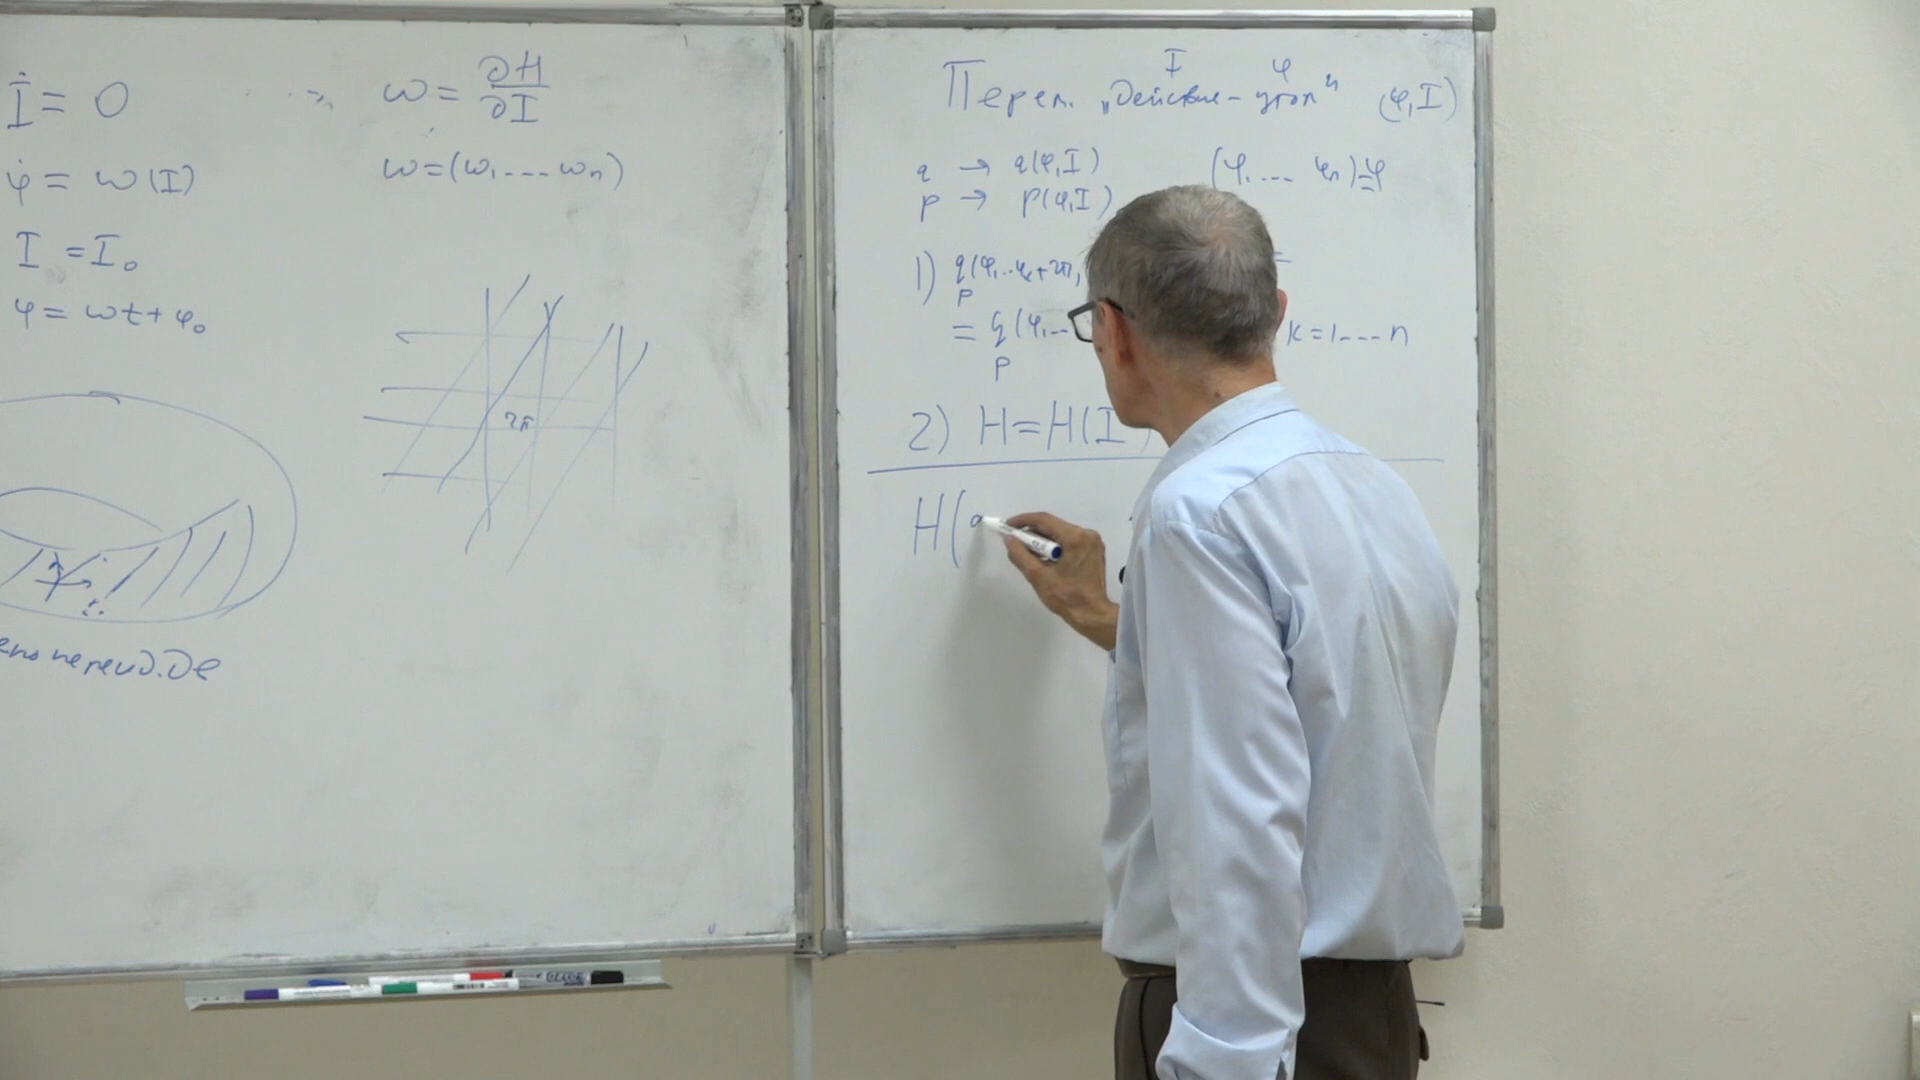 İ = 0
ω = ∂H/∂I
φ̇ = ω(I)
ω = (ω₁ ---- ωₙ)
I = I₀
φ = ωt + φ₀
2π
I φ
Перем. „Действие - угол" (φ, I)
q → q(φ, I) (φ₁ ---- φₙ) = φ
p → p(φ, I)
1) q(φ₁..φₖ+2π, =
p
= q(φ₁.. k = 1 ---- n
p
2) H = H(I
H(q